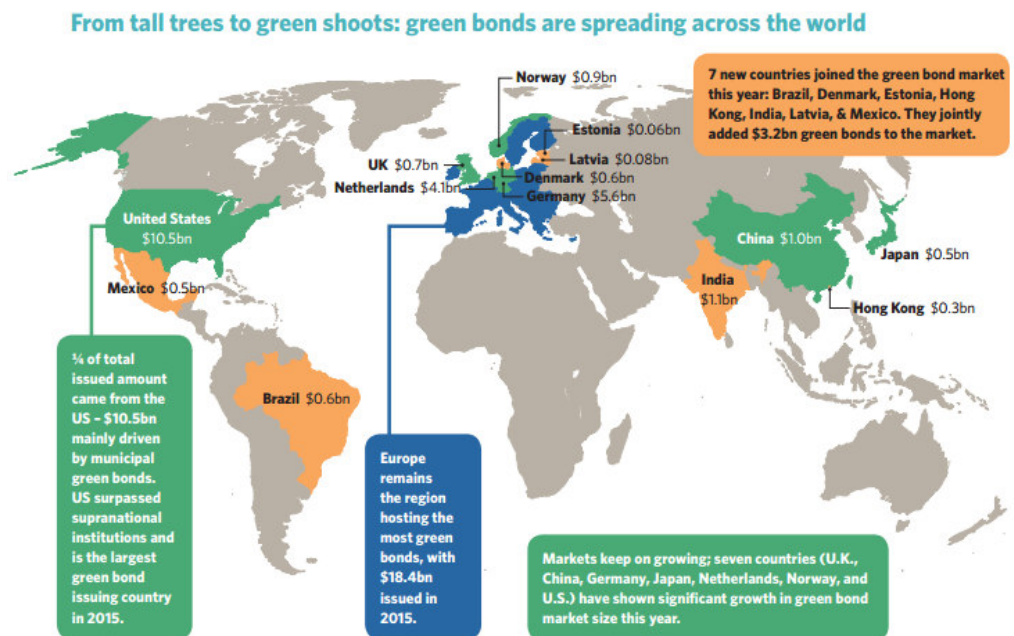 From tall trees to green shoots: green bonds are spreading across the world
Norway $0.9bn
7 new countries joined the green bond market
this year: Brazil, Denmark, Estonia, Hong
Kong, India, Latvia, & Mexico. They jointly
added $3.2bn green bonds to the market.
Estonia $0.06bn
UK $0.7bn
Latvia $0.08bn
Denmark $0.6bn
Netherlands $4.1bn
Germany $5.6bn
United States
$10.5bn
China $1.0bn
Japan $0.5bn
Mexico $0.5bn
India
$1.1bn
Hong Kong $0.3bn
Brazil $0.6bn
¼ of total
issued amount
came from the
US – $10.5bn
mainly driven
by municipal
green bonds.
US surpassed
supranational
institutions and
is the largest
green bond
issuing country
in 2015.
Europe
remains
the region
hosting the
most green
bonds, with
$18.4bn
issued in
2015.
Markets keep on growing; seven countries (U.K.,
China, Germany, Japan, Netherlands, Norway, and
U.S.) have shown significant growth in green bond
market size this year.